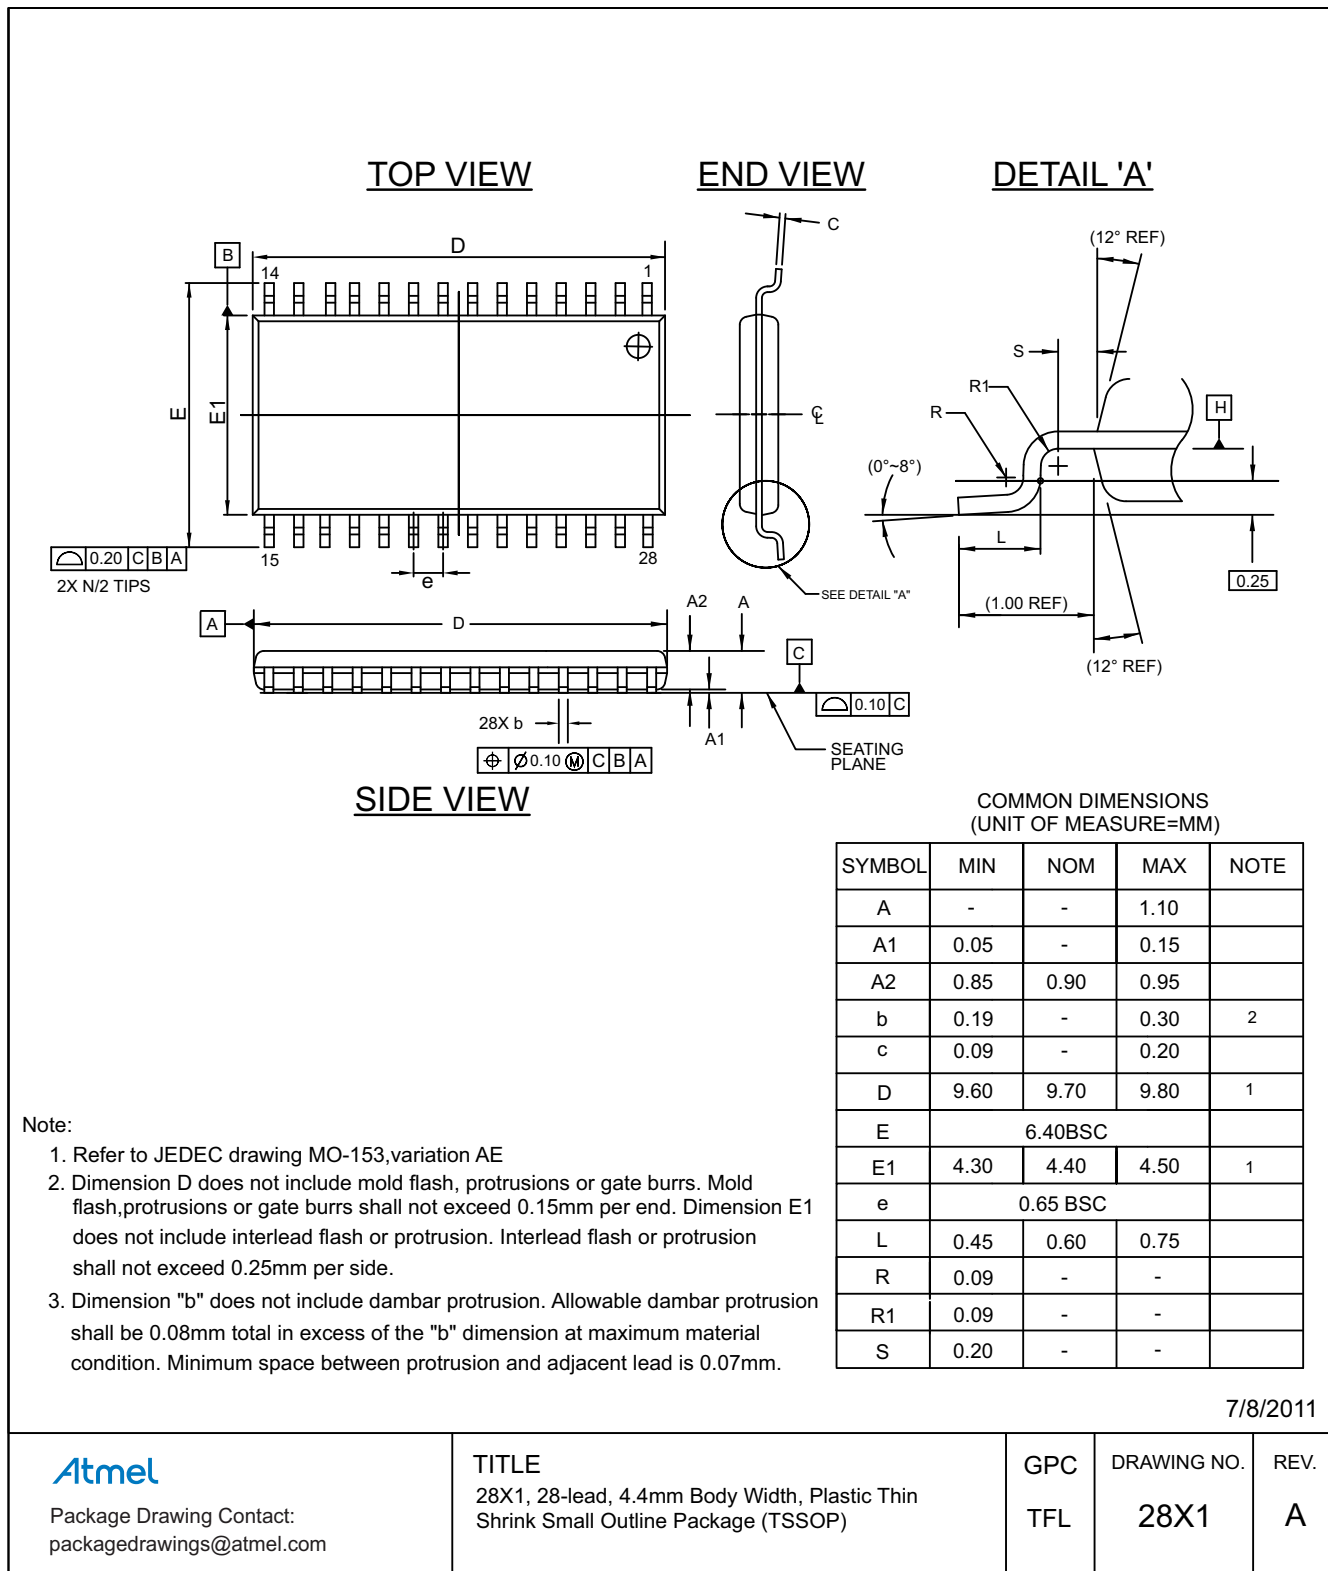 TOP VIEW
END VIEW
DETAIL 'A'
C
(12° REF)
B
D
14
1
S
R1
R
H
E
E1
C
L
(0°~8°)
L
0.20 C B A
2X N/2 TIPS
15
28
e
SEE DETAIL "A"
0.25
(1.00 REF)
(12° REF)
A
D
A2
A
C
0.10 C
28X b
A1
SEATING
PLANE
Ø0.10 M C B A
SIDE VIEW
COMMON DIMENSIONS
(UNIT OF MEASURE=MM)
SYMBOL MIN NOM MAX NOTE
A - - 1.10
A1 0.05 - 0.15
A2 0.85 0.90 0.95
b 0.19 - 0.30 2
c 0.09 - 0.20
D 9.60 9.70 9.80 1
E 6.40BSC
E1 4.30 4.40 4.50 1
e 0.65 BSC
L 0.45 0.60 0.75
R 0.09 - -
R1 0.09 - -
S 0.20 - -
Note:
1. Refer to JEDEC drawing MO-153,variation AE
2. Dimension D does not include mold flash, protrusions or gate burrs. Mold
flash,protrusions or gate burrs shall not exceed 0.15mm per end. Dimension E1
does not include interlead flash or protrusion. Interlead flash or protrusion
shall not exceed 0.25mm per side.
3. Dimension "b" does not include dambar protrusion. Allowable dambar protrusion
shall be 0.08mm total in excess of the "b" dimension at maximum material
condition. Minimum space between protrusion and adjacent lead is 0.07mm.
7/8/2011
Atmel
Package Drawing Contact:
packagedrawings@atmel.com
TITLE
28X1, 28-lead, 4.4mm Body Width, Plastic Thin
Shrink Small Outline Package (TSSOP)
GPC
TFL
DRAWING NO.
28X1
REV.
A